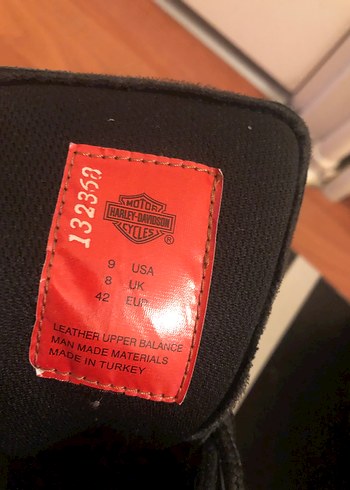 132360
MOTOR
HARLEY-DAVIDSON
CYCLES
®
9 USA
8 UK
42 EUR
LEATHER UPPER BALANCE
MAN MADE MATERIALS
MADE IN TURKEY